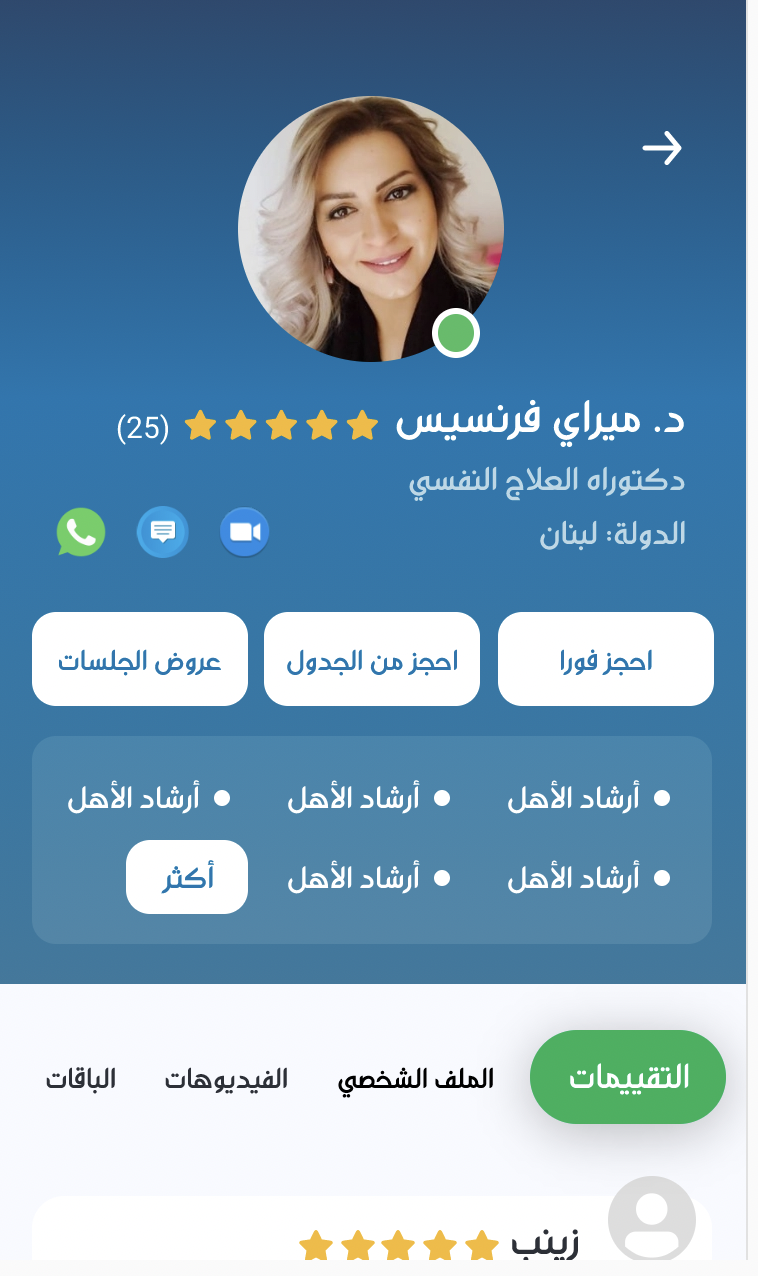 د. ميراي فرنسيس (25)
دكتوراه العلاج النفسي
الدولة: لبنان
احجز فورا
احجز من الجدول
عروض الجلسات
أرشاد الأهل
أرشاد الأهل
أرشاد الأهل
أرشاد الأهل
أرشاد الأهل
أكثر
التقييمات
الملف الشخصي
الفيديوهات
الباقات
زينب